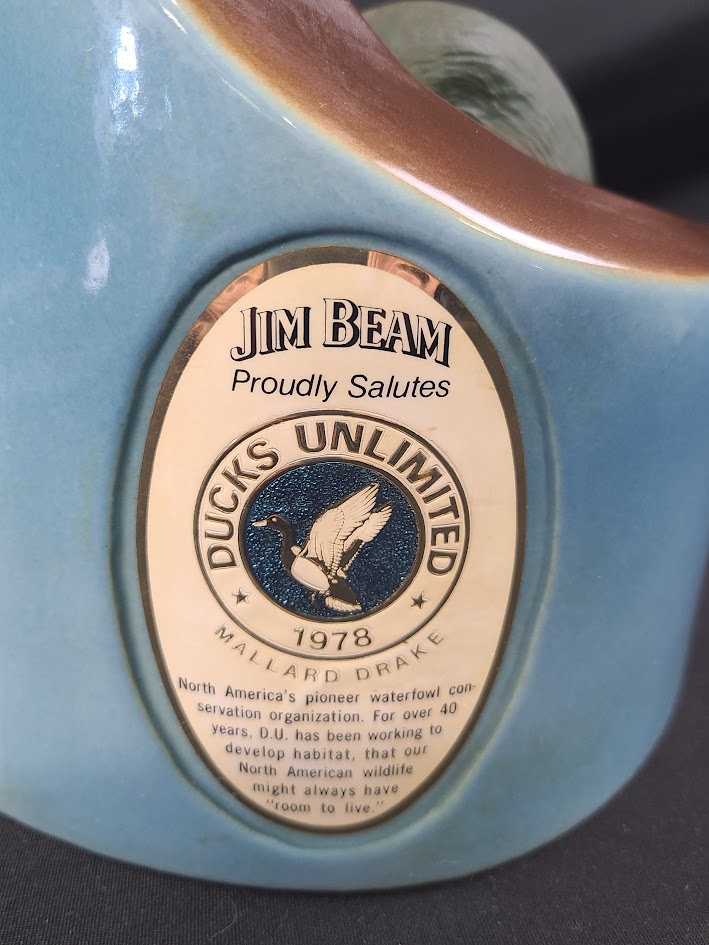 JIM BEAM
Proudly Salutes
DUCKS UNLIMITED
1978
MALLARD DRAKE
North America's pioneer waterfowl con-
servation organization. For over 40
years, D.U. has been working to
develop habitat, that our
North American wildlife
might always have
"room to live."